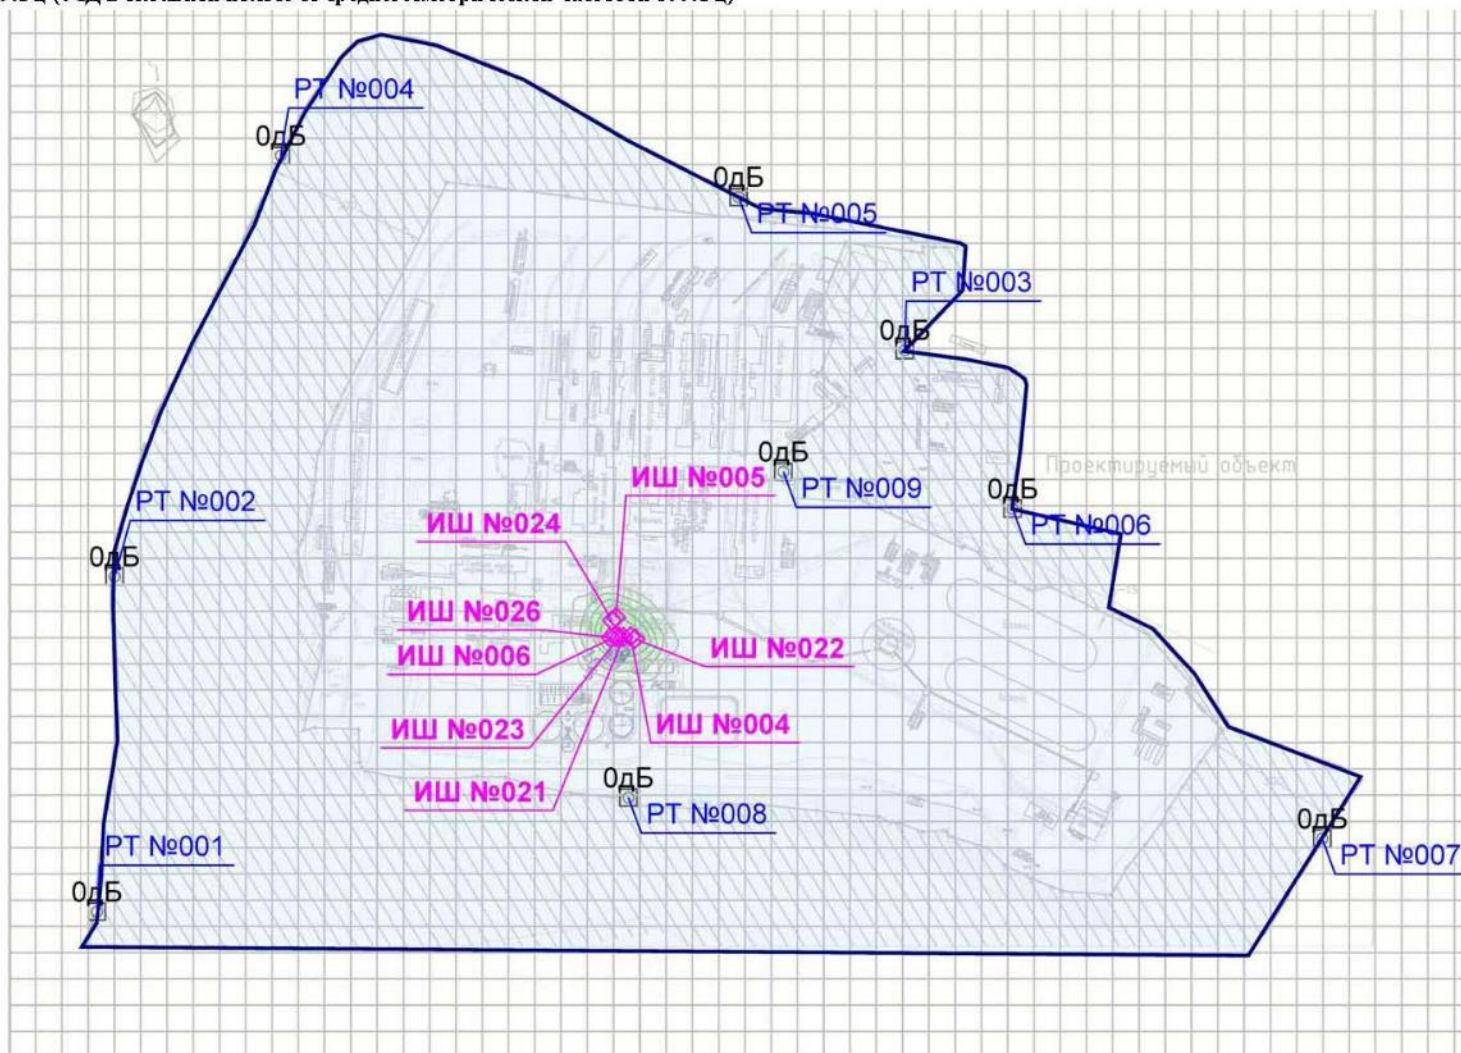 РТ №004
0дБ
0дБ
РТ №005
РТ №003
0дБ
0дБ
ИШ №005
РТ №009
Проектируемый объект
0дБ
РТ №006
ИШ №024
РТ №002
0дБ
ИШ №026
ИШ №006
ИШ №022
ИШ №023
ИШ №004
ИШ №021
0дБ
РТ №008
0дБ
РТ №007
РТ №001
0дБ